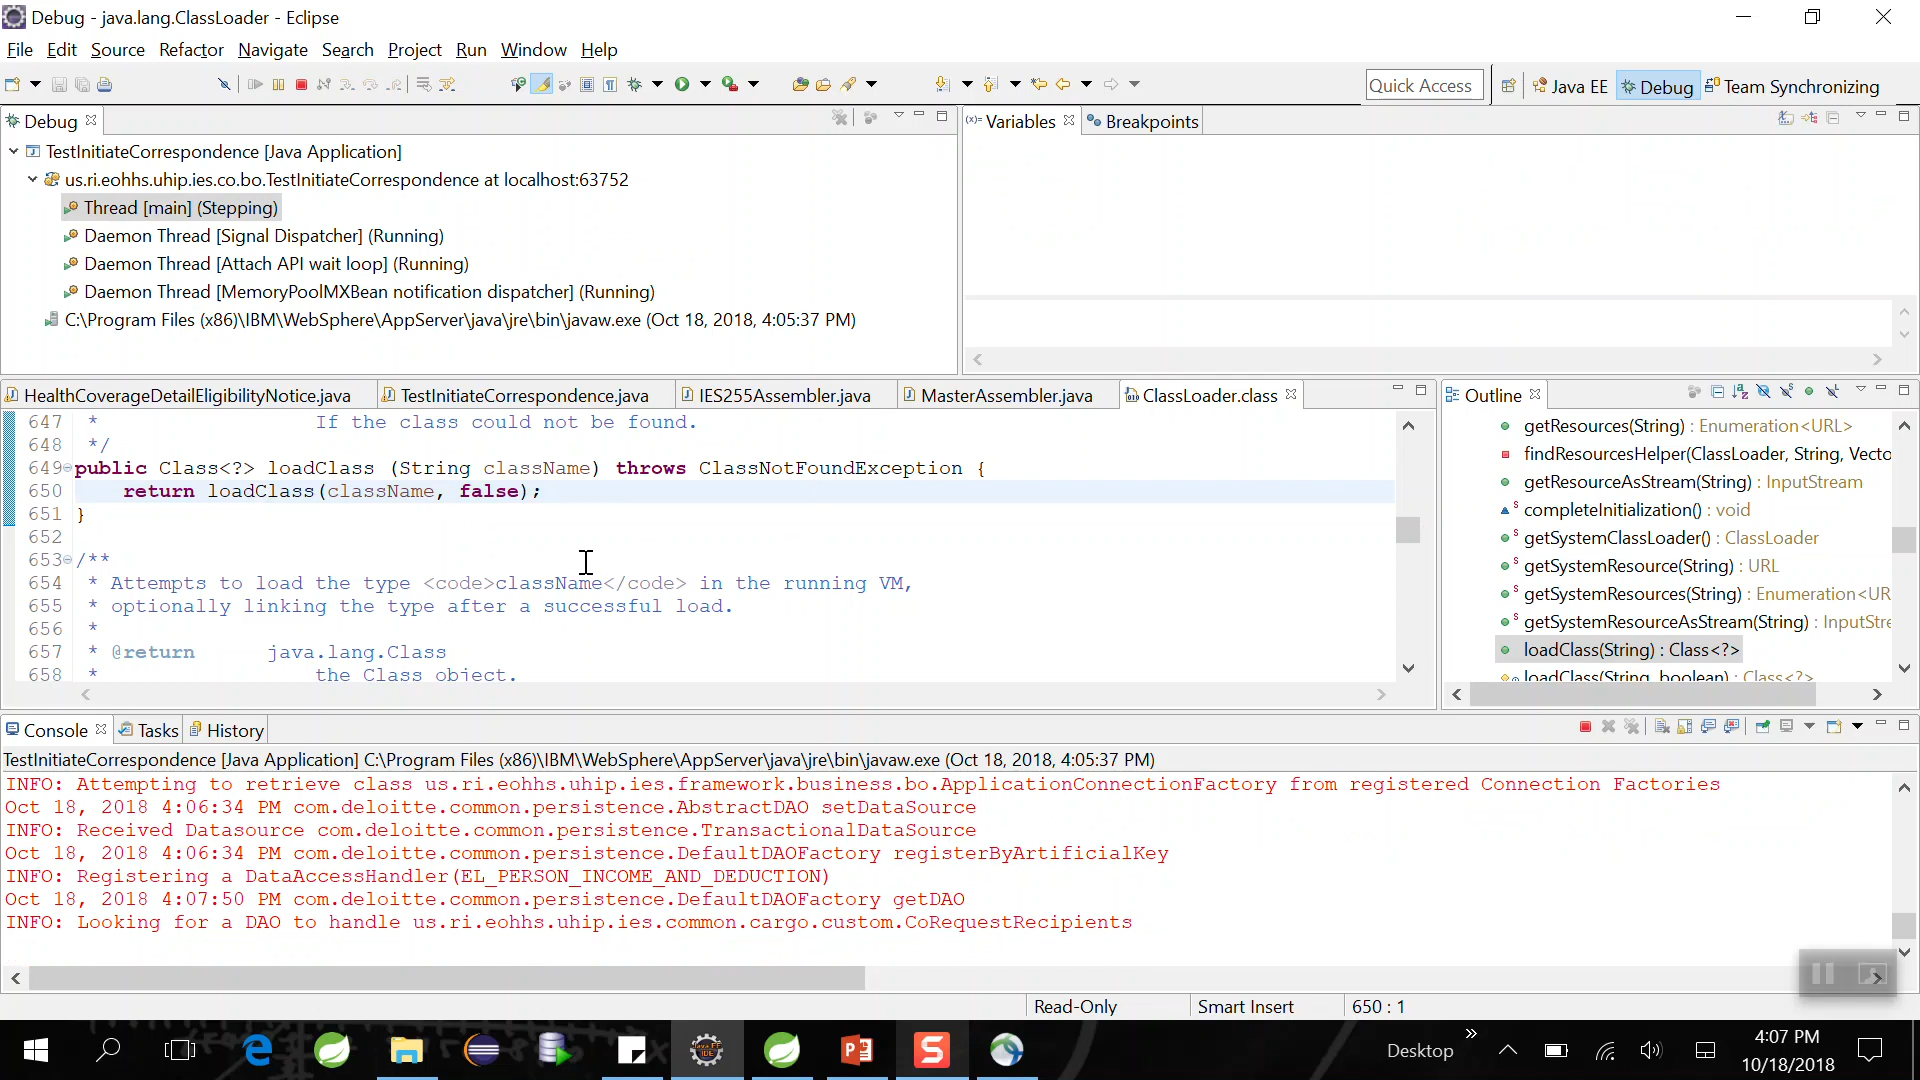 Debug - java.lang.ClassLoader - Eclipse
File Edit Source Refactor Navigate Search Project Run Window Help
Quick Access Java EE Debug Team Synchronizing
Debug
TestInitiateCorrespondence [Java Application]
us.ri.eohhs.uhip.ies.co.bo.TestInitiateCorrespondence at localhost:63752
Thread [main] (Stepping)
Daemon Thread [Signal Dispatcher] (Running)
Daemon Thread [Attach API wait loop] (Running)
Daemon Thread [MemoryPoolMXBean notification dispatcher] (Running)
C:\Program Files (x86)\IBM\WebSphere\AppServer\java\jre\bin\javaw.exe (Oct 18, 2018, 4:05:37 PM)
(x)= Variables Breakpoints
HealthCoverageDetailEligibilityNotice.java TestInitiateCorrespondence.java IES255Assembler.java MasterAssembler.java ClassLoader.class
647 * If the class could not be found.
648 */
649 public Class<?> loadClass (String className) throws ClassNotFoundException {
650 return loadClass(className, false);
651 }
652
653 /**
654 * Attempts to load the type <code>className</code> in the running VM,
655 * optionally linking the type after a successful load.
656 *
657 * @return java.lang.Class
658 * the Class object.
Outline
getResources(String) : Enumeration<URL>
findResourcesHelper(ClassLoader, String, Vecto
getResourceAsStream(String) : InputStream
completeInitialization() : void
getSystemClassLoader() : ClassLoader
getSystemResource(String) : URL
getSystemResources(String) : Enumeration<UR
getSystemResourceAsStream(String) : InputStre
loadClass(String) : Class<?>
loadClass(String, boolean) : Class<?>
Console Tasks History
TestInitiateCorrespondence [Java Application] C:\Program Files (x86)\IBM\WebSphere\AppServer\java\jre\bin\javaw.exe (Oct 18, 2018, 4:05:37 PM)
INFO: Attempting to retrieve class us.ri.eohhs.uhip.ies.framework.business.bo.ApplicationConnectionFactory from registered Connection Factories
Oct 18, 2018 4:06:34 PM com.deloitte.common.persistence.AbstractDAO setDataSource
INFO: Received Datasource com.deloitte.common.persistence.TransactionalDataSource
Oct 18, 2018 4:06:34 PM com.deloitte.common.persistence.DefaultDAOFactory registerByArtificialKey
INFO: Registering a DataAccessHandler(EL_PERSON_INCOME_AND_DEDUCTION)
Oct 18, 2018 4:07:50 PM com.deloitte.common.persistence.DefaultDAOFactory getDAO
INFO: Looking for a DAO to handle us.ri.eohhs.uhip.ies.common.cargo.custom.CoRequestRecipients
Read-Only Smart Insert 650 : 1
Desktop
4:07 PM
10/18/2018